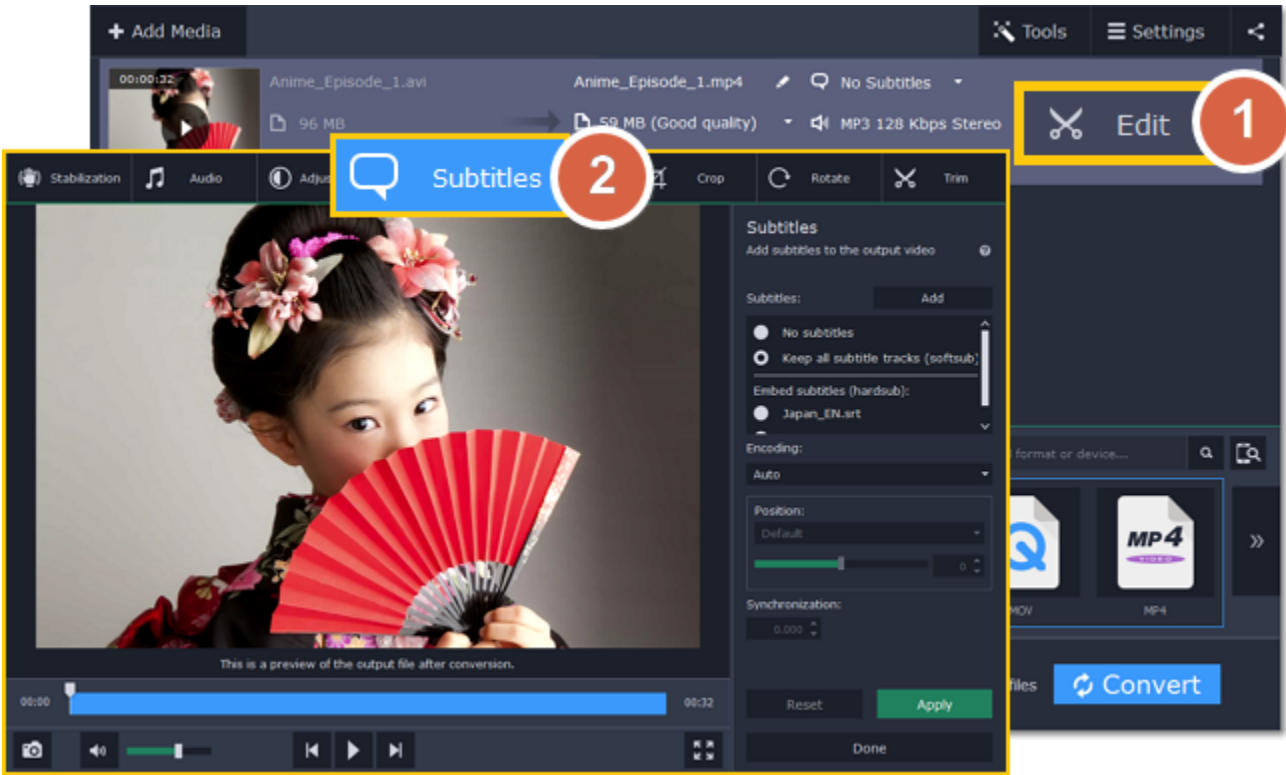 Add Media
Tools
Settings
00:00:32
Anime_Episode_1.avi
Anime_Episode_1.mp4
No Subtitles
96 MB
59 MB (Good quality)
MP3 128 Kbps Stereo
Edit
1
Stabilization
Audio
Adjus
Subtitles
2
Crop
Rotate
Trim
Subtitles
Add subtitles to the output video
Subtitles:
Add
No subtitles
Keep all subtitle tracks (softsub)
Embed subtitles (hardsub):
Japan_EN.srt
Encoding:
Auto
Position:
Default
0
Synchronization:
0.000
This is a preview of the output file after conversion.
00:00
00:32
Reset
Apply
Done
format or device....
MOV
MP4
VIDEO
MP4
files
Convert